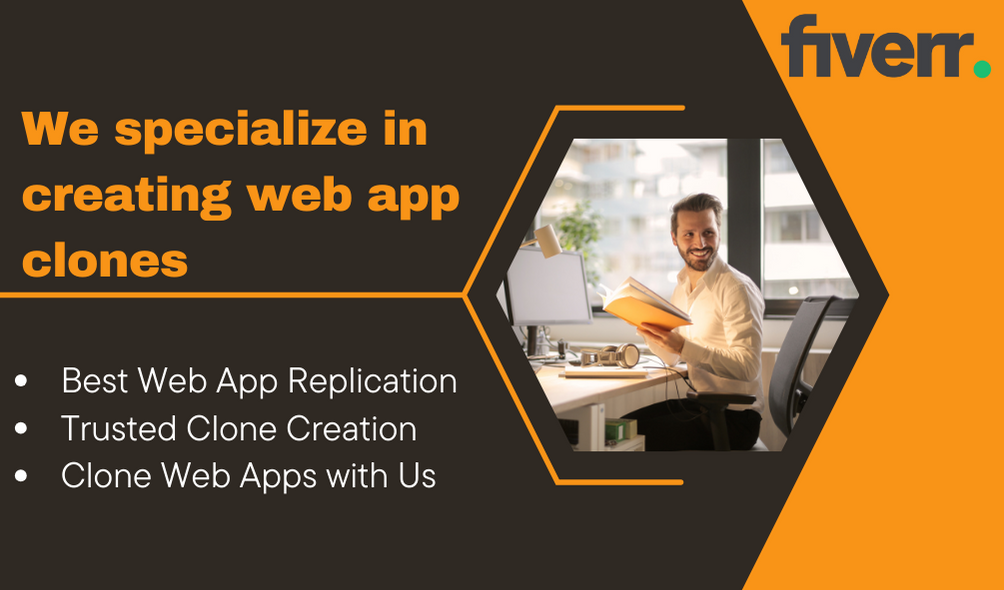 fiverr.
We specialize in
creating web app
clones
Best Web App Replication
Trusted Clone Creation
Clone Web Apps with Us